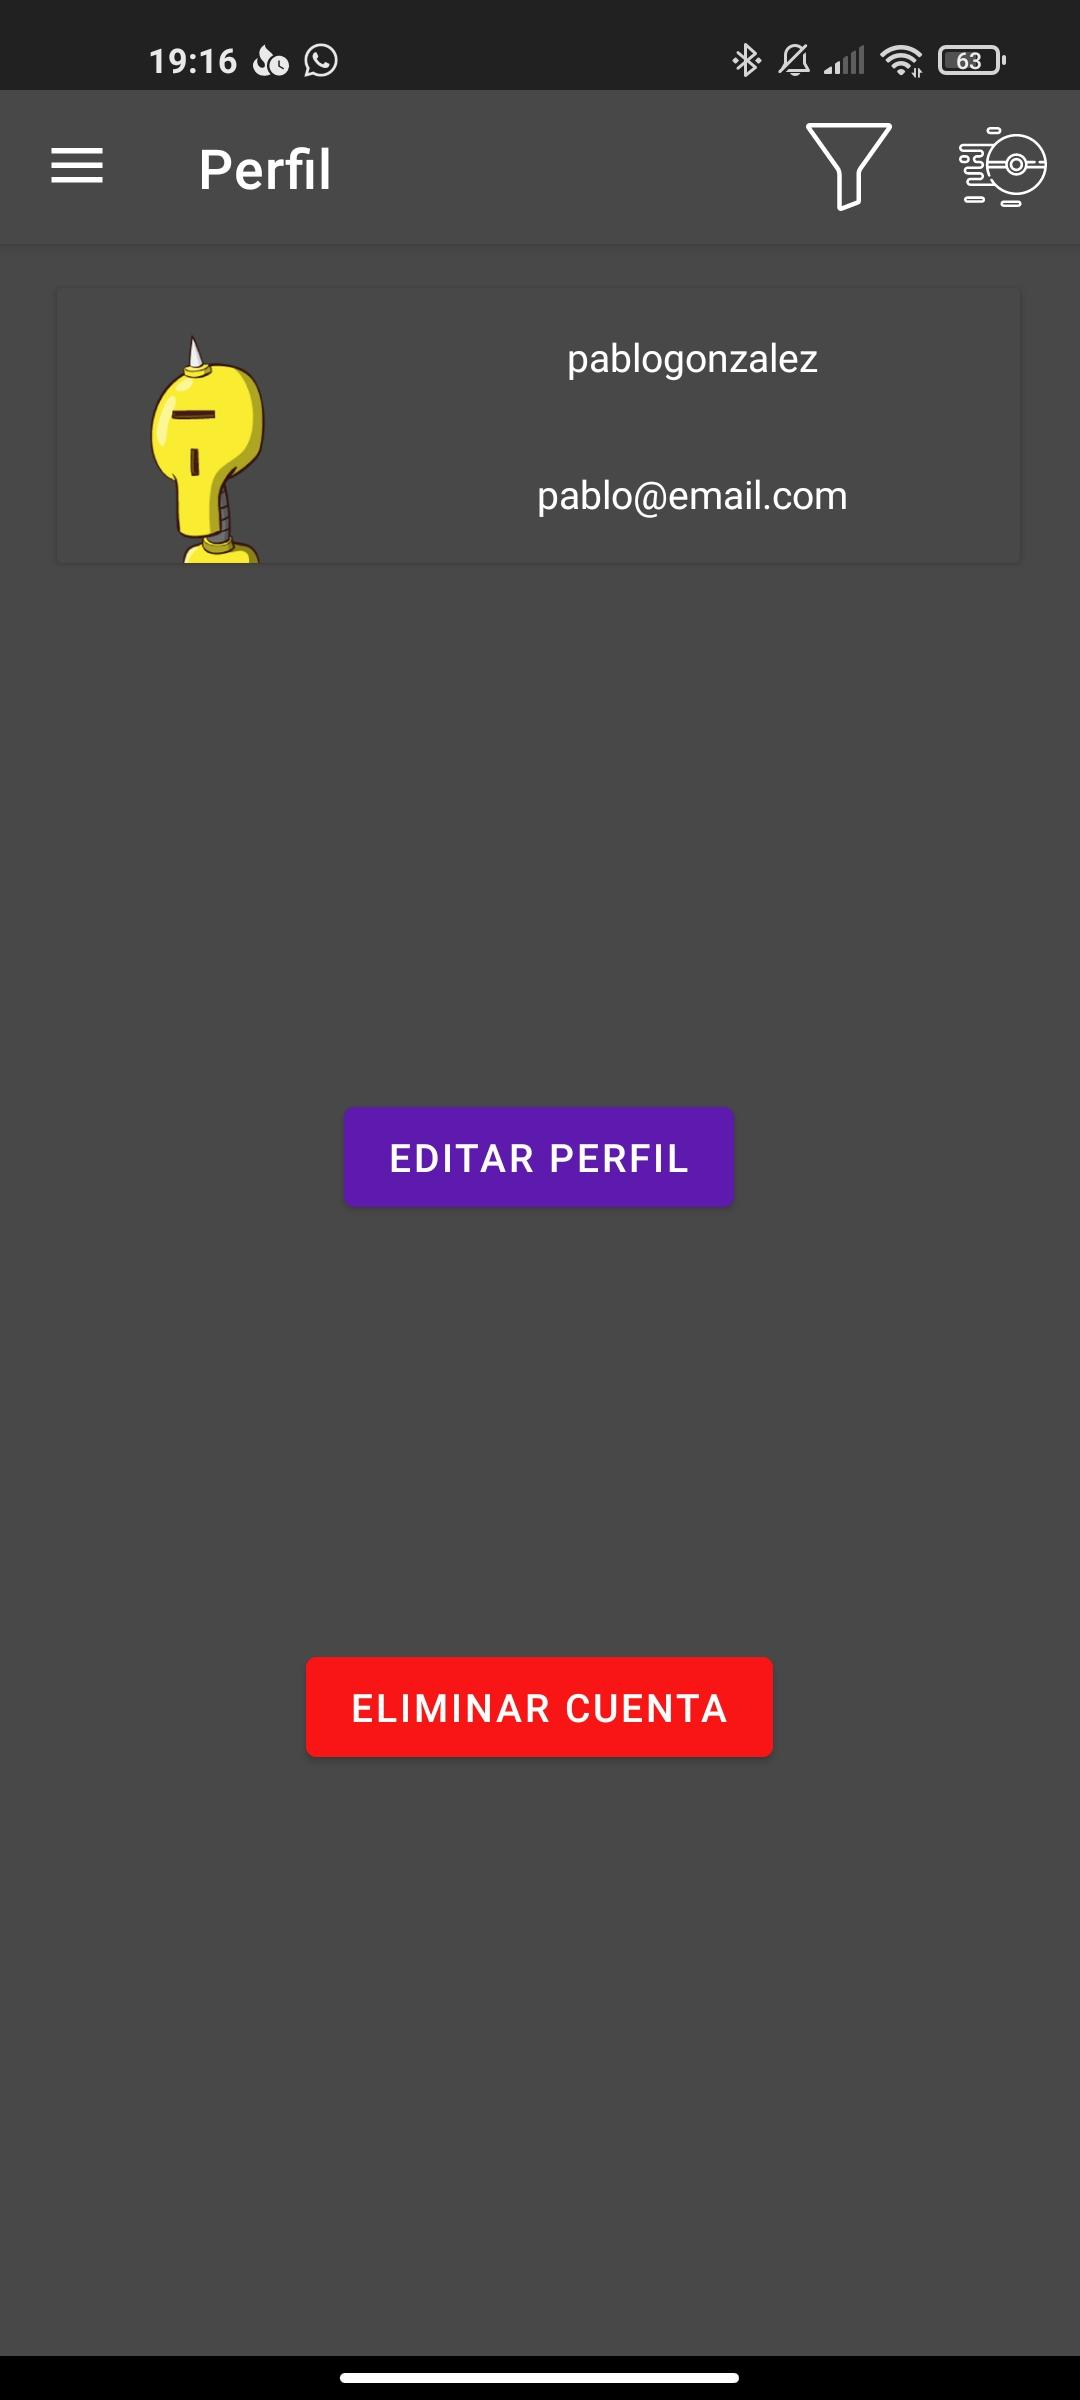 19:16
63
Perfil
pablogonzalez
pablo@email.com
EDITAR PERFIL
ELIMINAR CUENTA